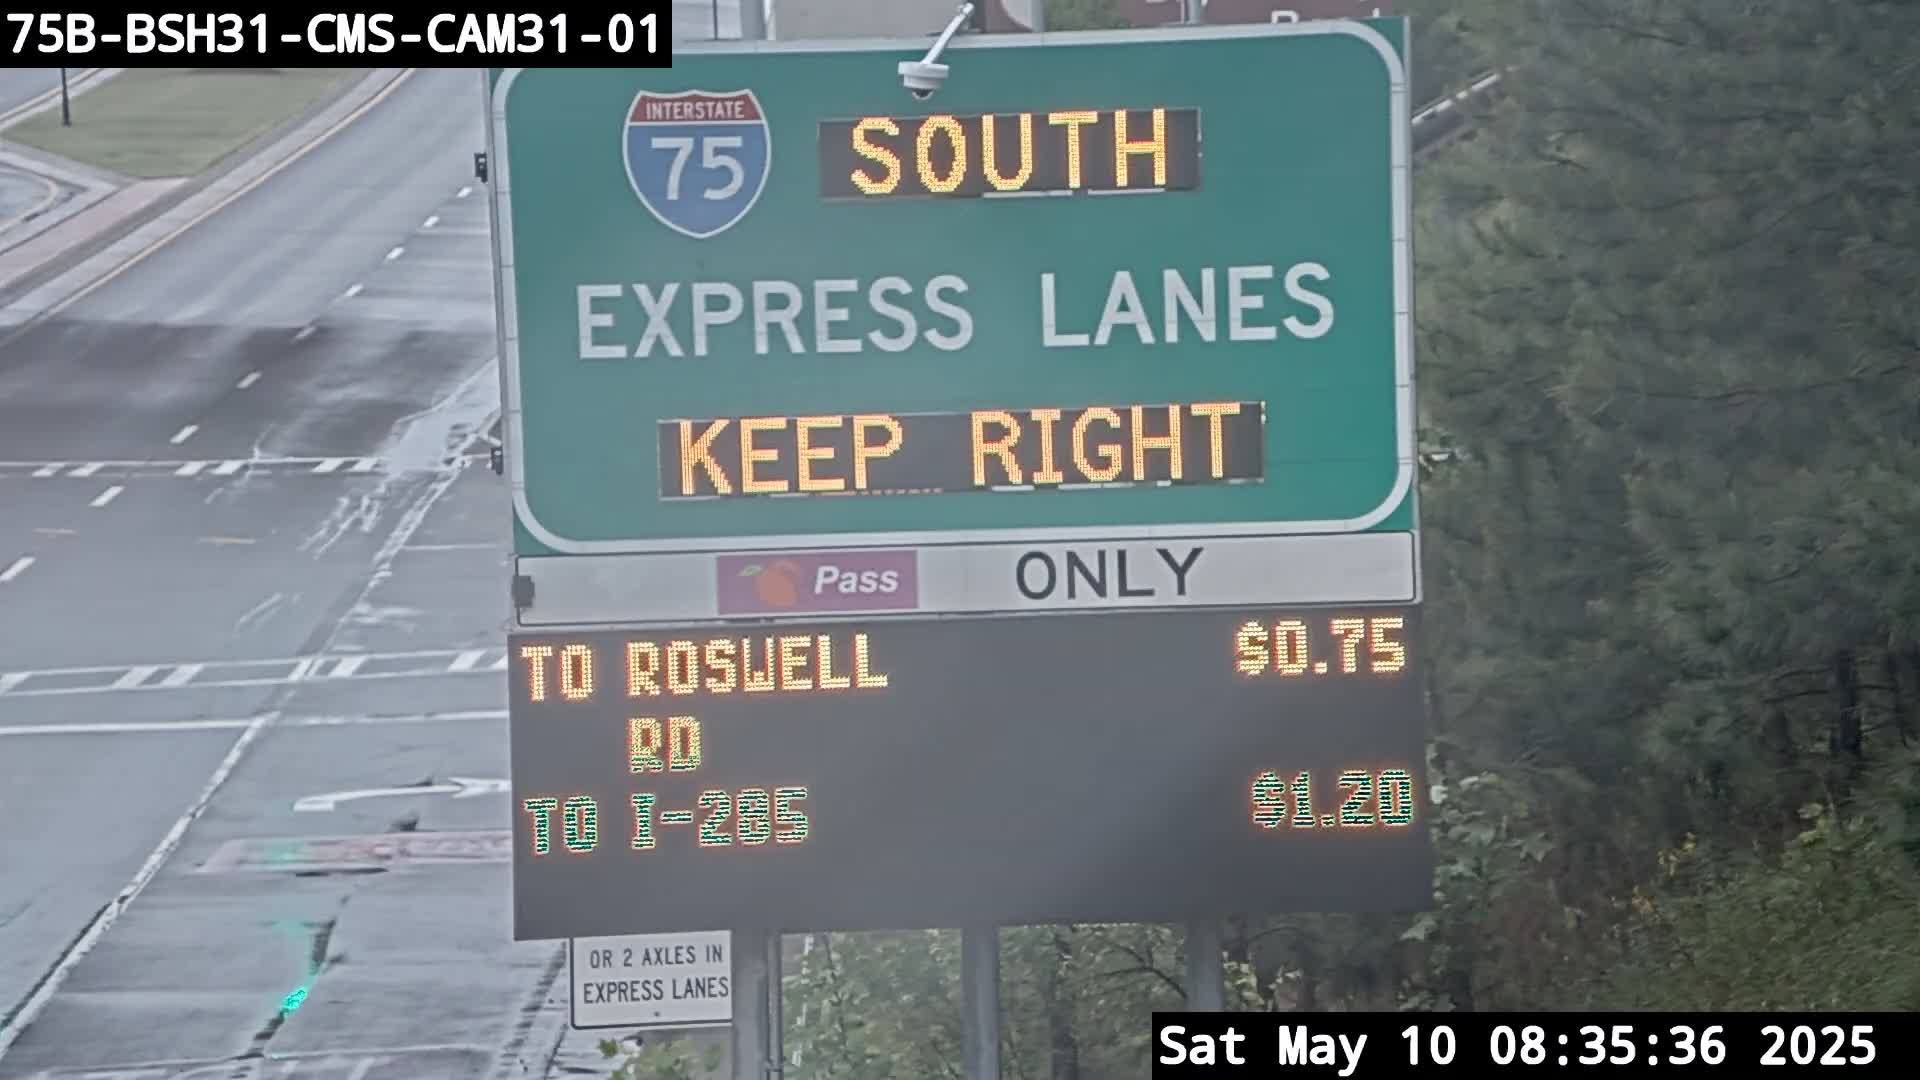 75B-BSH31-CMS-CAM31-01
INTERSTATE
75
SOUTH
EXPRESS LANES
KEEP RIGHT
Pass ONLY
TO ROSWELL $0.75
RD
TO I-285 $1.20
OR 2 AXLES IN
EXPRESS LANES
Sat May 10 08:35:36 2025